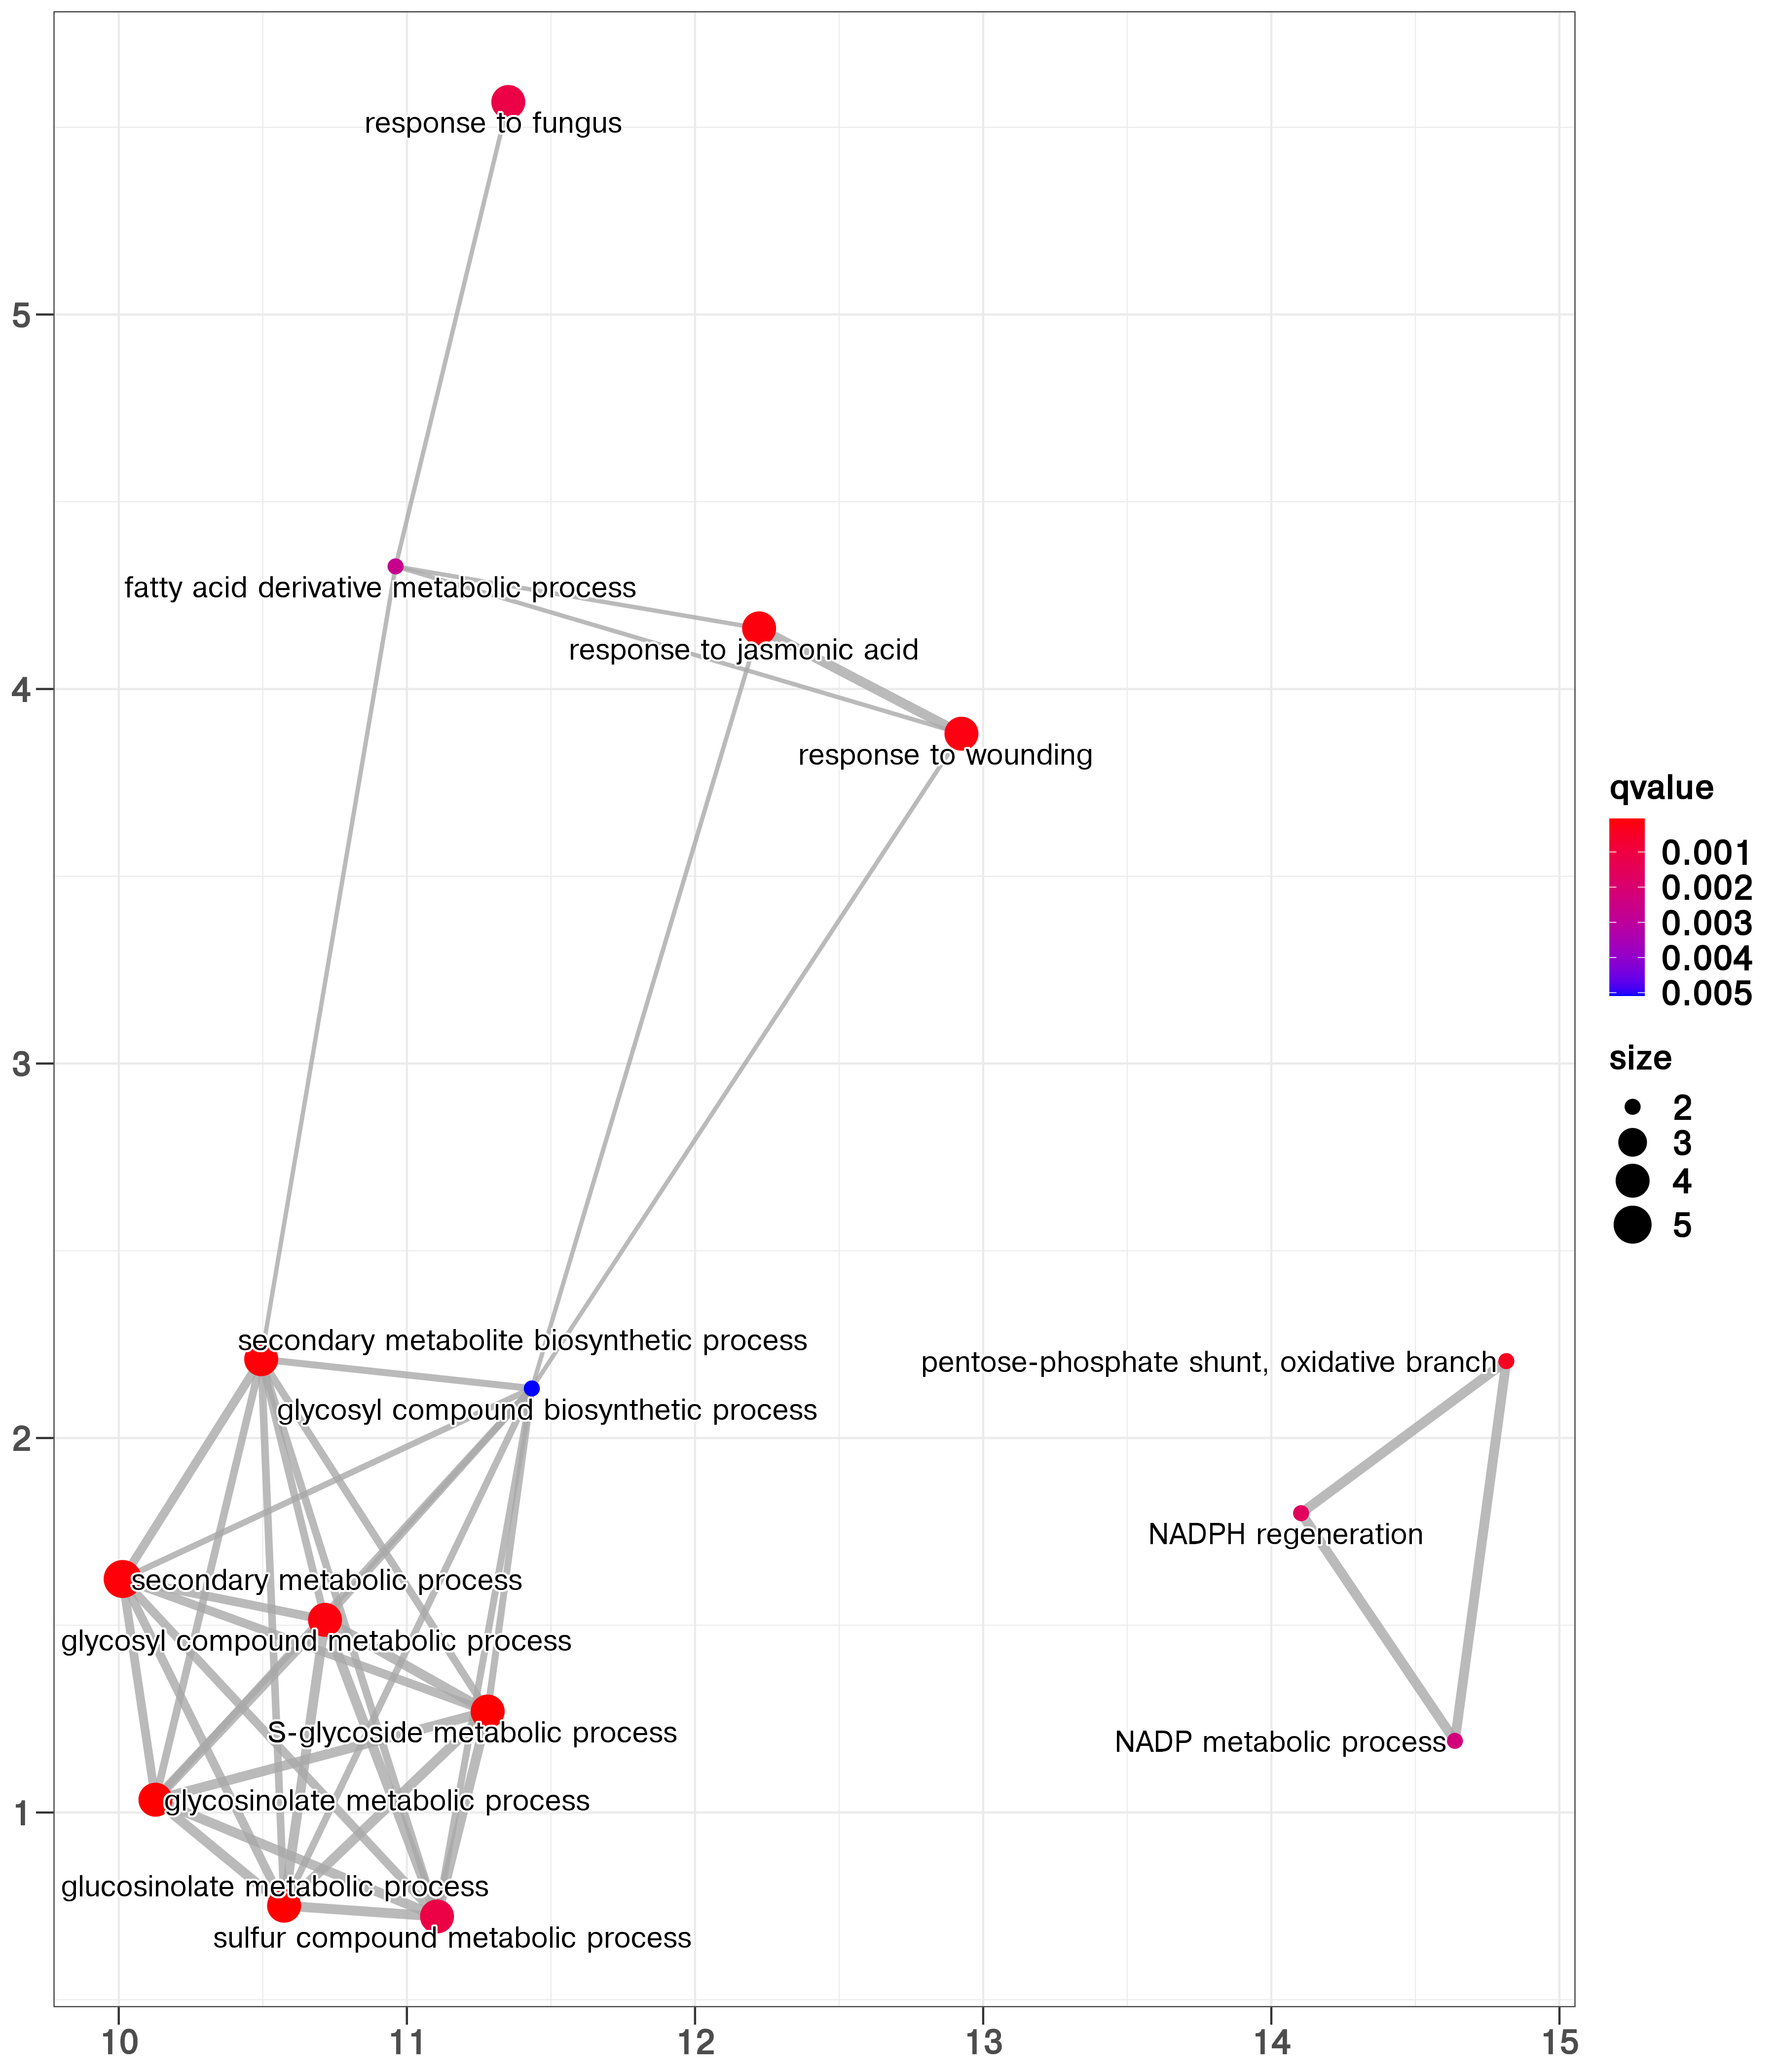 response to fungus
5
fatty acid derivative metabolic process
response to jasmonic acid
4
response to wounding
qvalue
0.001
0.002
0.003
0.004
0.005
3
size
2
3
4
5
secondary metabolite biosynthetic process
pentose-phosphate shunt, oxidative branch
glycosyl compound biosynthetic process
2
NADPH regeneration
secondary metabolic process
glycosyl compound metabolic process
S-glycoside metabolic process
NADP metabolic process
glycosinolate metabolic process
1
glucosinolate metabolic process
sulfur compound metabolic process
10 11 12 13 14 15